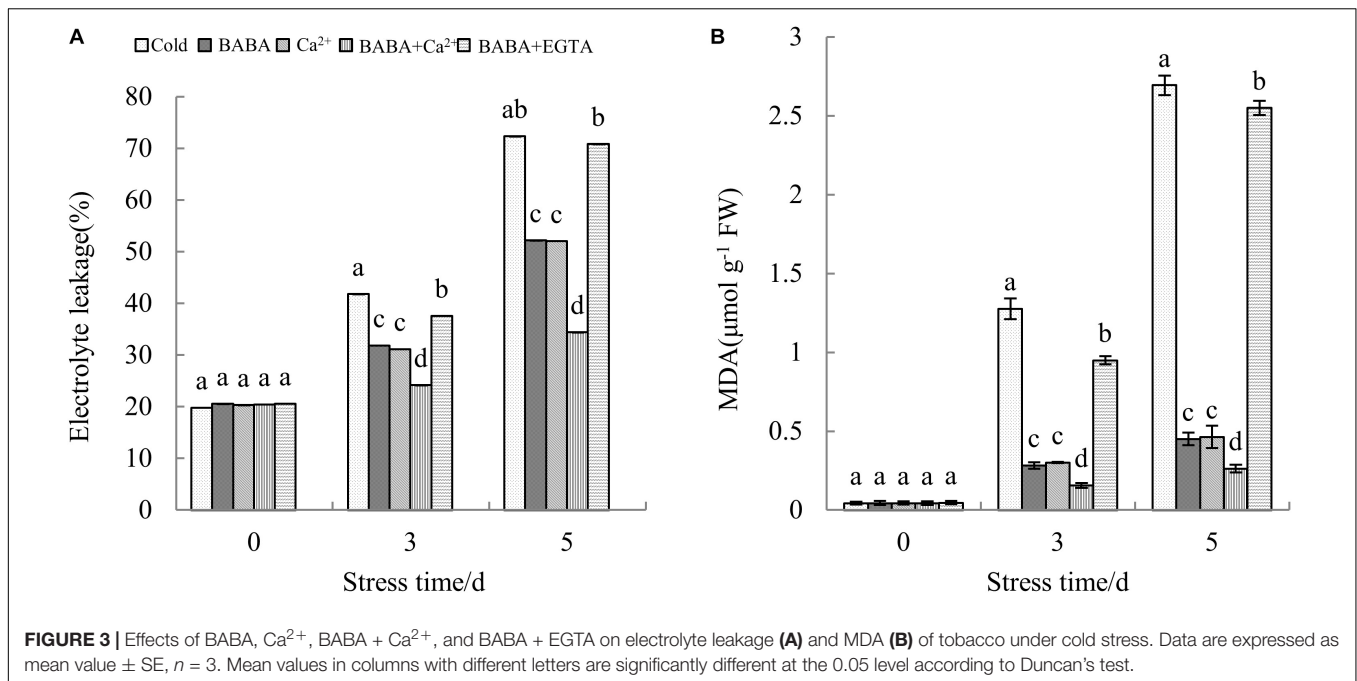 A
Cold BABA Ca²⁺ BABA+Ca²⁺ BABA+EGTA
80
70
60
50
40
30
20
10
0
Electrolyte leakage(%)
a a a a a
a c c d b
ab c c d b
0 3 5
Stress time/d
B
3
2.5
2
1.5
1
0.5
0
MDA(μmol g⁻¹ FW)
a a a a a
a c c d b
a c c d b
0 3 5
Stress time/d
FIGURE 3 | Effects of BABA, Ca²⁺, BABA + Ca²⁺, and BABA + EGTA on electrolyte leakage (A) and MDA (B) of tobacco under cold stress. Data are expressed as
mean value ± SE, n = 3. Mean values in columns with different letters are significantly different at the 0.05 level according to Duncan's test.